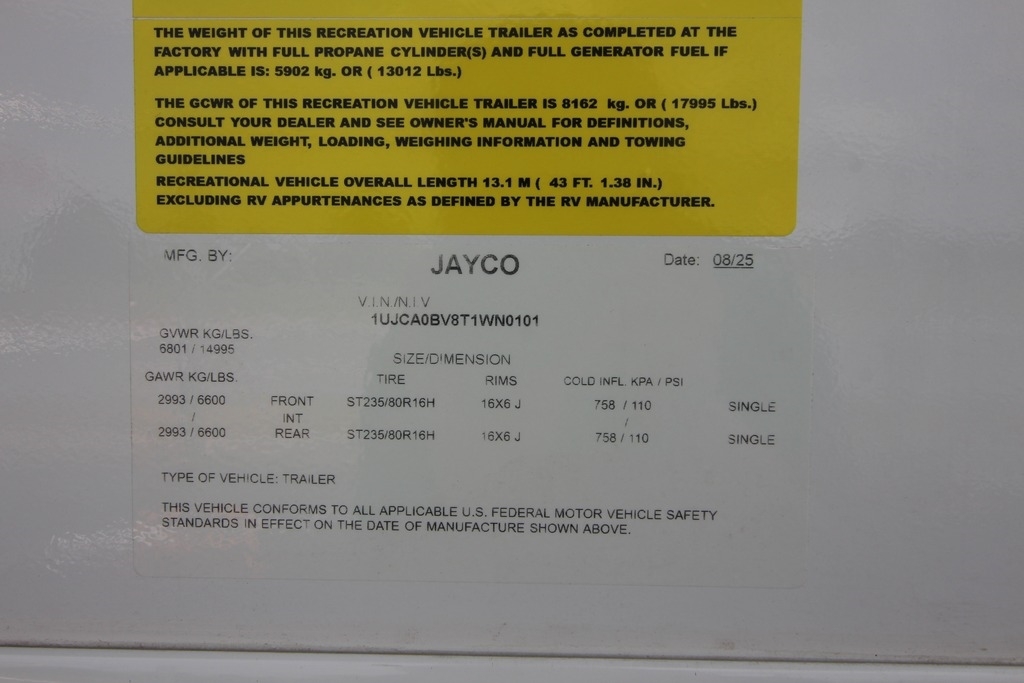 THE WEIGHT OF THIS RECREATION VEHICLE TRAILER AS COMPLETED AT THE
FACTORY WITH FULL PROPANE CYLINDER(S) AND FULL GENERATOR FUEL IF
APPLICABLE IS: 5902 kg. OR ( 13012 Lbs.)
THE GCWR OF THIS RECREATION VEHICLE TRAILER IS 8162 kg. OR ( 17995 Lbs.)
CONSULT YOUR DEALER AND SEE OWNER'S MANUAL FOR DEFINITIONS,
ADDITIONAL WEIGHT, LOADING, WEIGHING INFORMATION AND TOWING
GUIDELINES
RECREATIONAL VEHICLE OVERALL LENGTH 13.1 M ( 43 FT. 1.38 IN.)
EXCLUDING RV APPURTENANCES AS DEFINED BY THE RV MANUFACTURER.
MFG. BY: JAYCO Date: 08/25
V.I.N./N.I.V
1UJCA0BV8T1WN0101
GVWR KG/LBS.
6801 / 14995
SIZE/DIMENSION
GAWR KG/LBS. TIRE RIMS COLD INFL. KPA / PSI
2993 / 6600 FRONT ST235/80R16H 16X6 J 758 / 110 SINGLE
/ INT /
2993 / 6600 REAR ST235/80R16H 16X6 J 758 / 110 SINGLE
TYPE OF VEHICLE: TRAILER
THIS VEHICLE CONFORMS TO ALL APPLICABLE U.S. FEDERAL MOTOR VEHICLE SAFETY
STANDARDS IN EFFECT ON THE DATE OF MANUFACTURE SHOWN ABOVE.